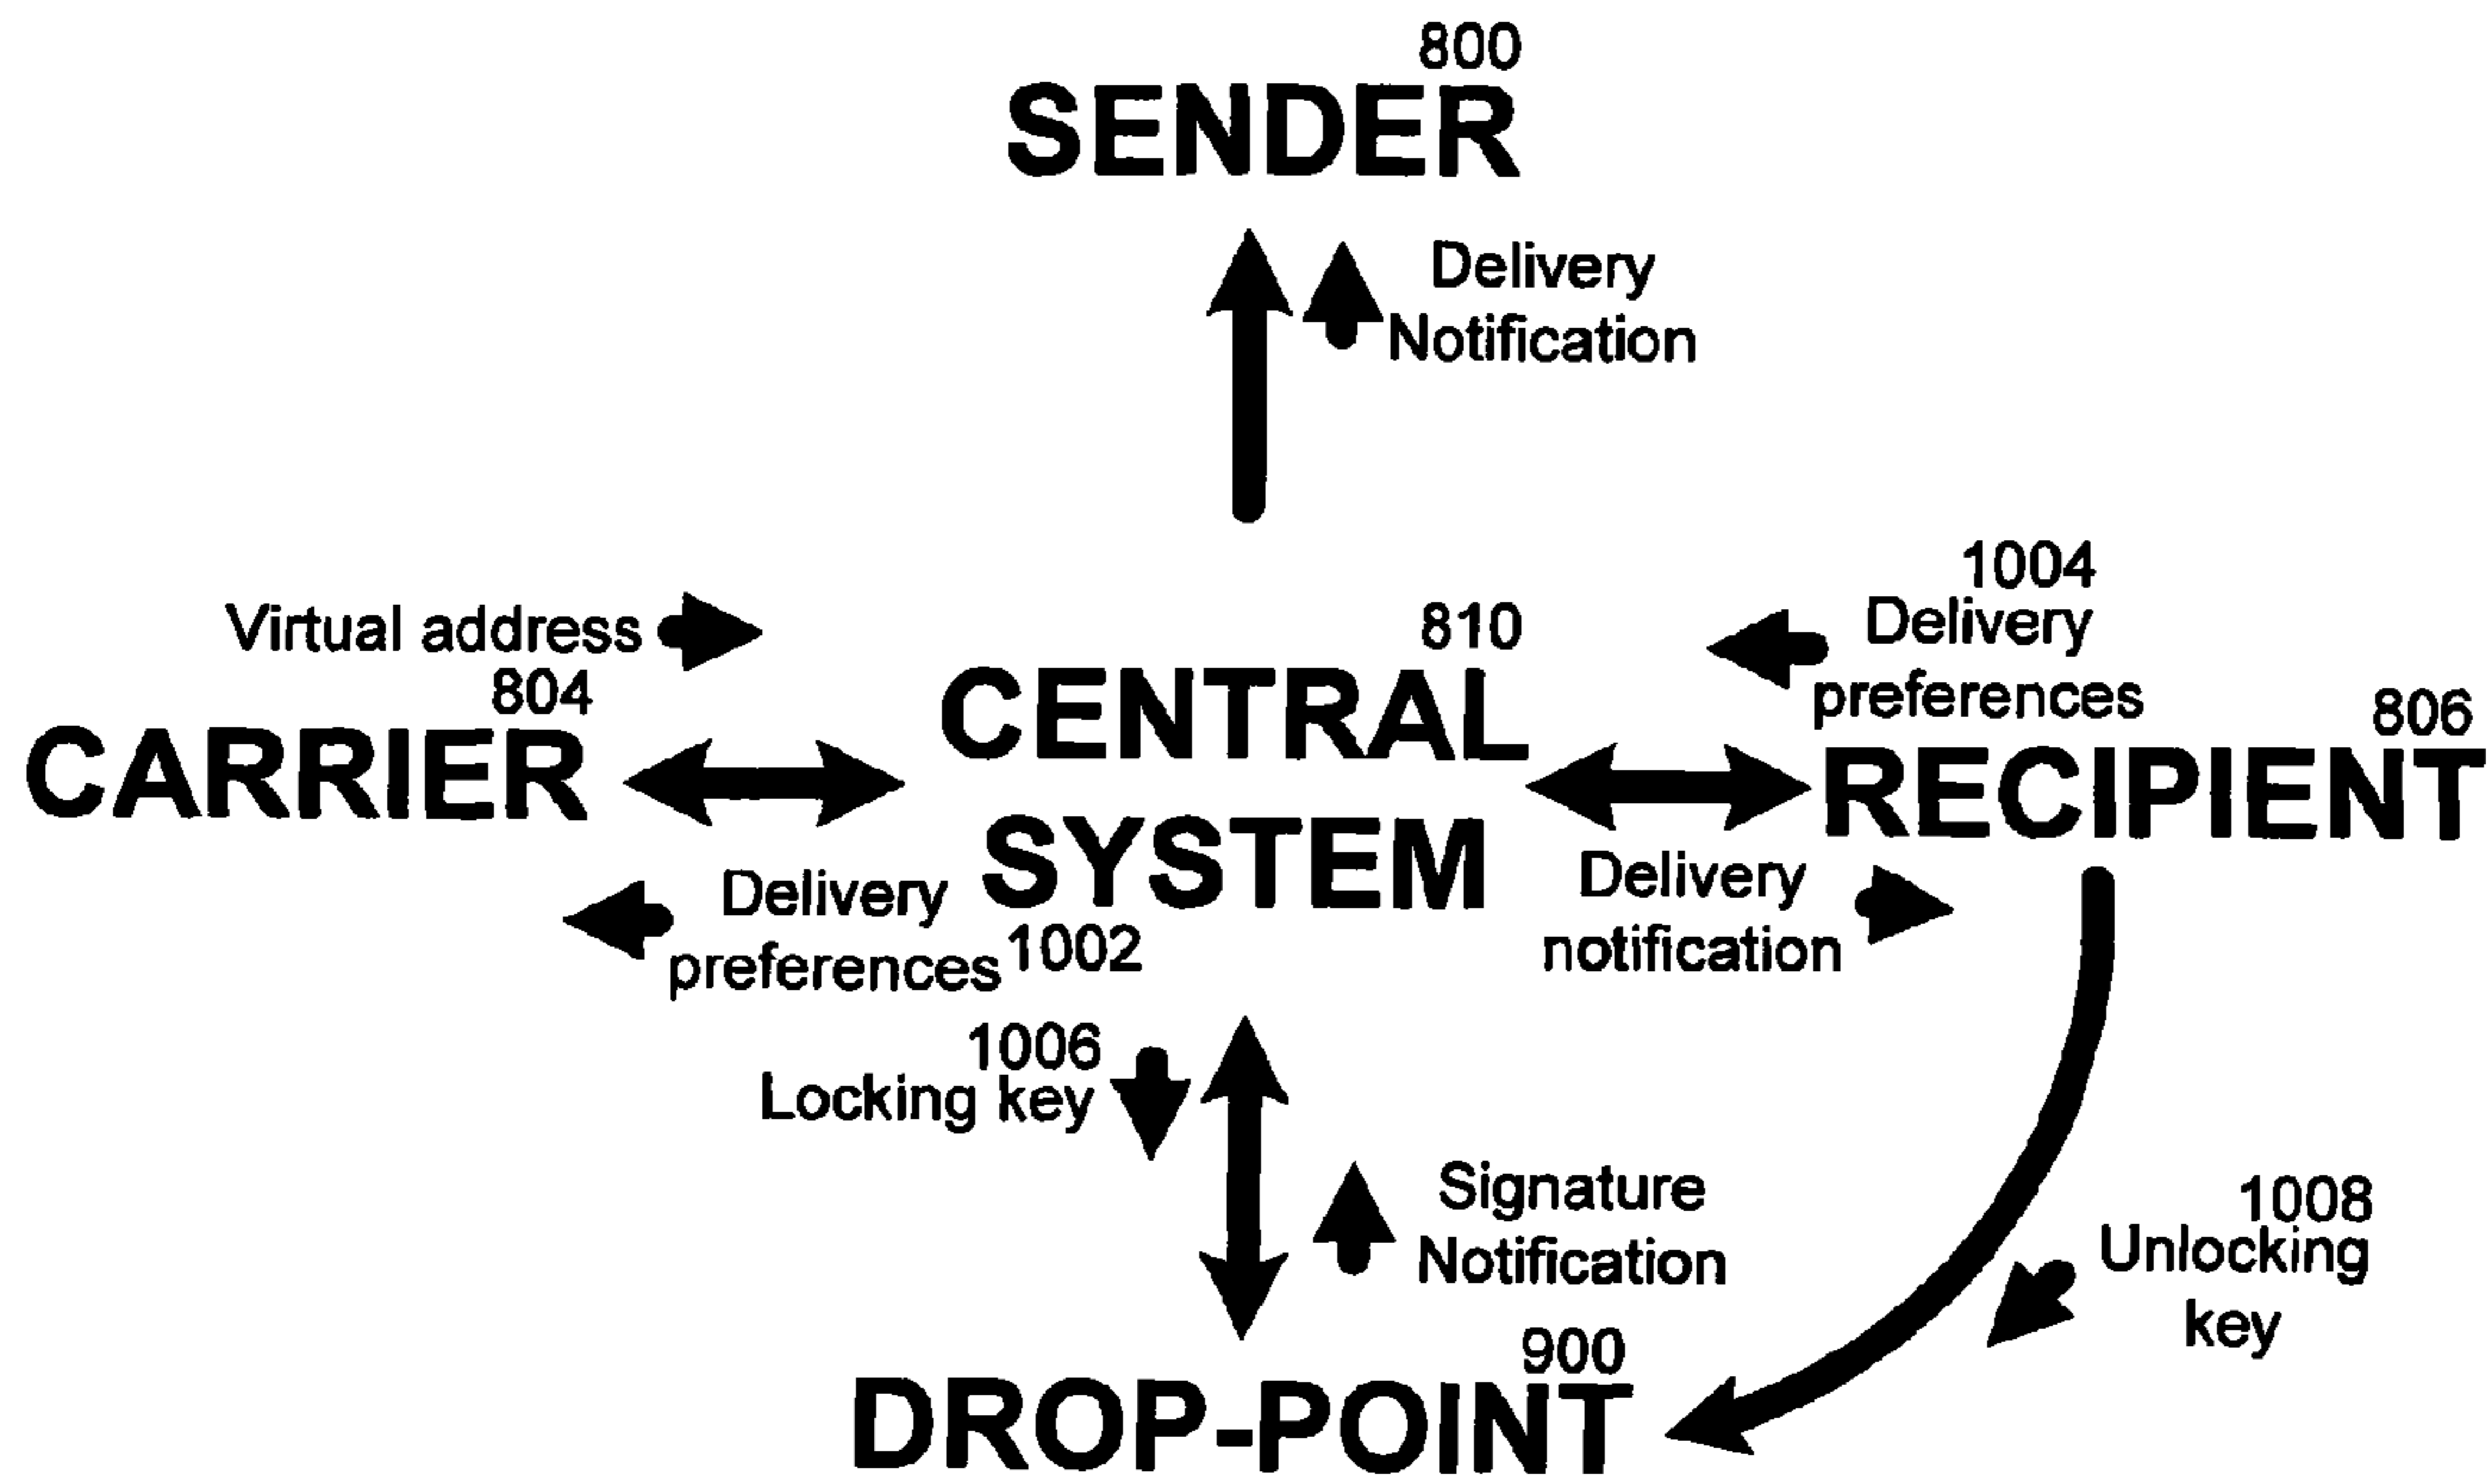 800
SENDER
Delivery
Notification
1004
Virtual address
810
Delivery
804
CENTRAL
preferences
806
CARRIER
RECIPIENT
SYSTEM
Delivery
preferences
1002
Delivery
notification
1006
Locking key
Signature
Notification
1008
Unlocking
key
900
DROP-POINT